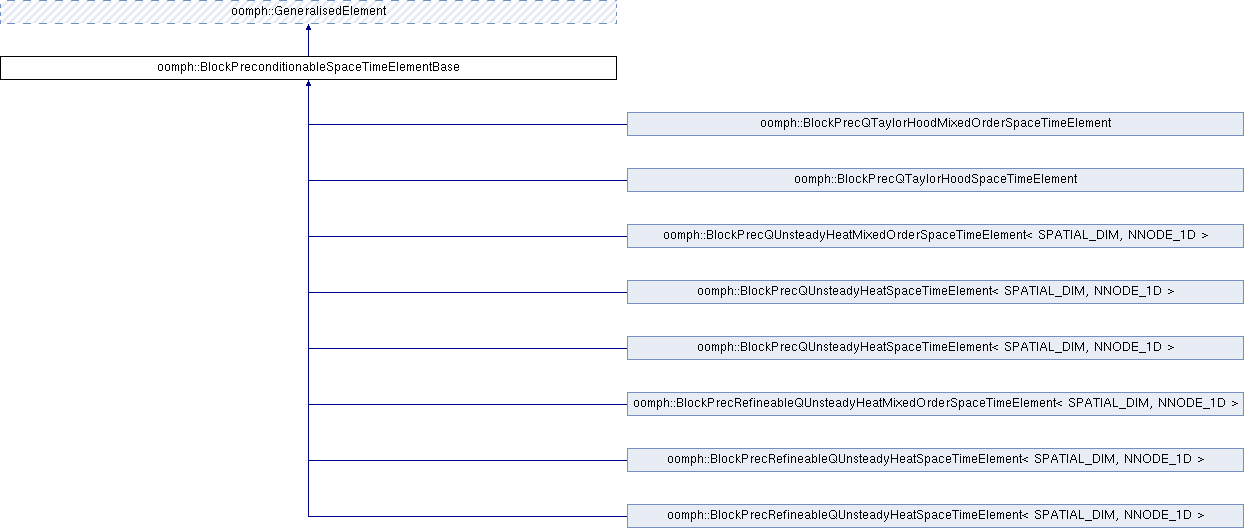 oomph::GeneralisedElement
oomph::BlockPreconditionableSpaceTimeElementBase
oomph::BlockPrecQTaylorHoodMixedOrderSpaceTimeElement
oomph::BlockPrecQTaylorHoodSpaceTimeElement
oomph::BlockPrecQUnsteadyHeatMixedOrderSpaceTimeElement< SPATIAL_DIM, NNODE_1D >
oomph::BlockPrecQUnsteadyHeatSpaceTimeElement< SPATIAL_DIM, NNODE_1D >
oomph::BlockPrecQUnsteadyHeatSpaceTimeElement< SPATIAL_DIM, NNODE_1D >
oomph::BlockPrecRefineableQUnsteadyHeatMixedOrderSpaceTimeElement< SPATIAL_DIM, NNODE_1D >
oomph::BlockPrecRefineableQUnsteadyHeatSpaceTimeElement< SPATIAL_DIM, NNODE_1D >
oomph::BlockPrecRefineableQUnsteadyHeatSpaceTimeElement< SPATIAL_DIM, NNODE_1D >